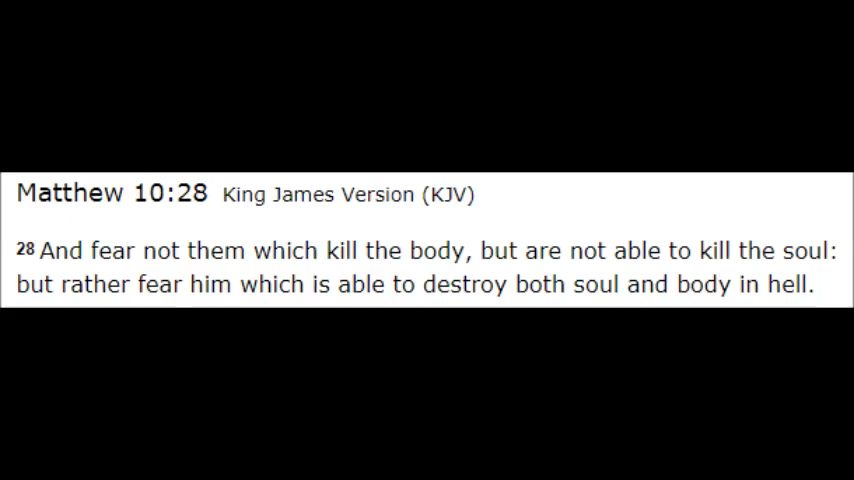 Matthew 10:28 King James Version (KJV)
28 And fear not them which kill the body, but are not able to kill the soul:
but rather fear him which is able to destroy both soul and body in hell.